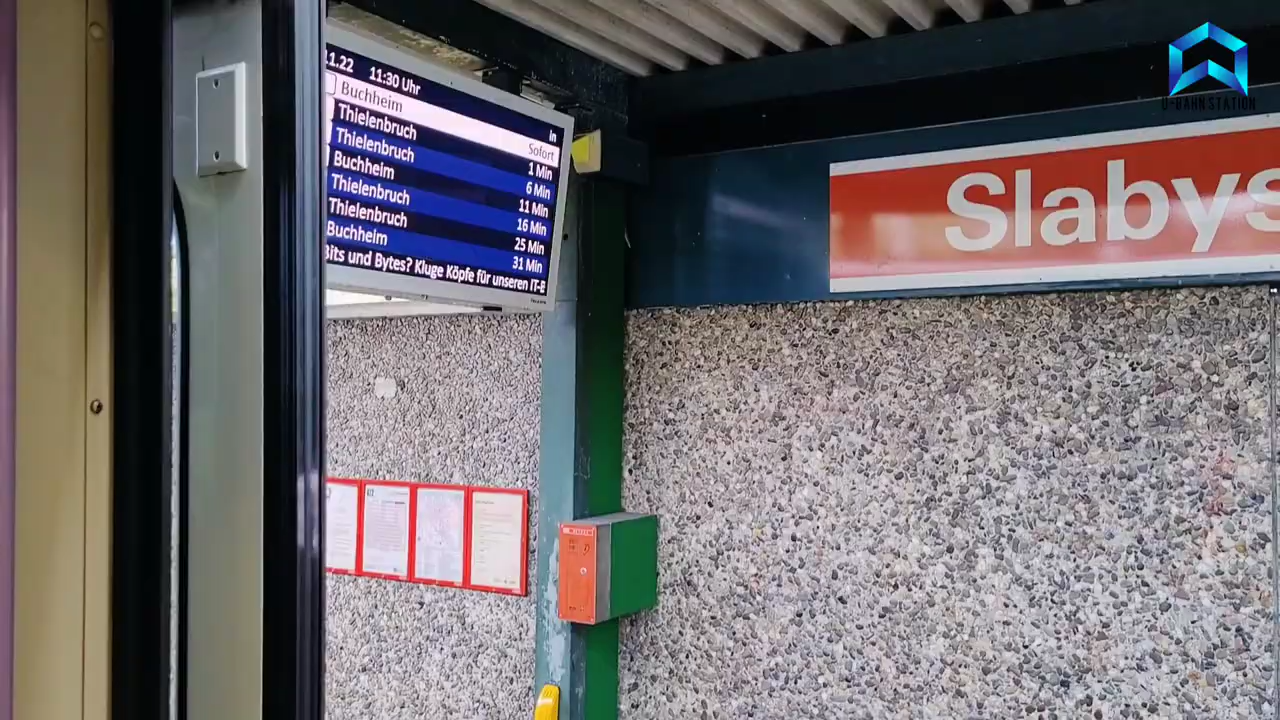 11.22 11:30 Uhr
in
Buchheim Sofort
Thielenbruch 1 Min
Thielenbruch 6 Min
Buchheim 11 Min
Thielenbruch 16 Min
Thielenbruch 25 Min
Buchheim 31 Min
Bits und Bytes? Kluge Köpfe für unseren IT-B
Slabys
U-BAHN STATION